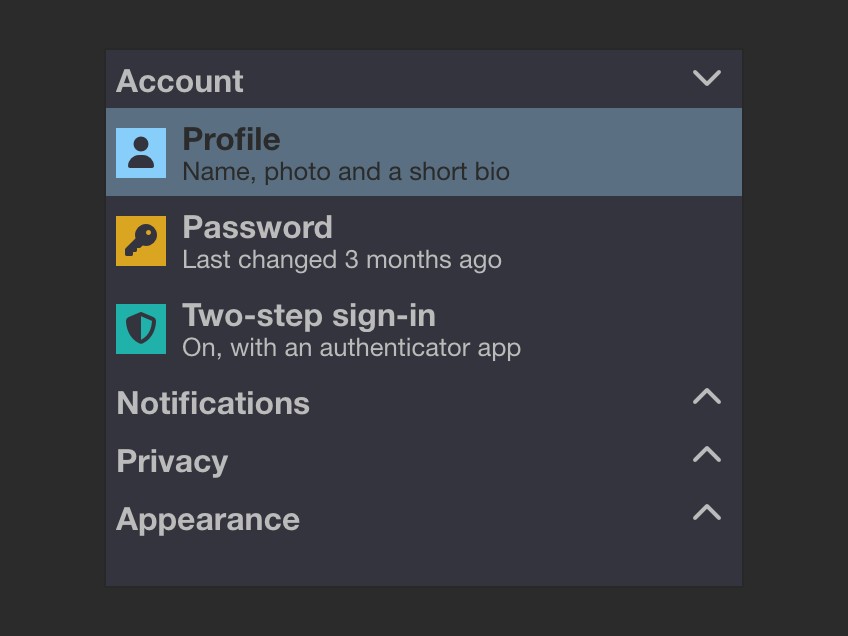 Account
Profile
Name, photo and a short bio
Password
Last changed 3 months ago
Two-step sign-in
On, with an authenticator app
Notifications
Privacy
Appearance